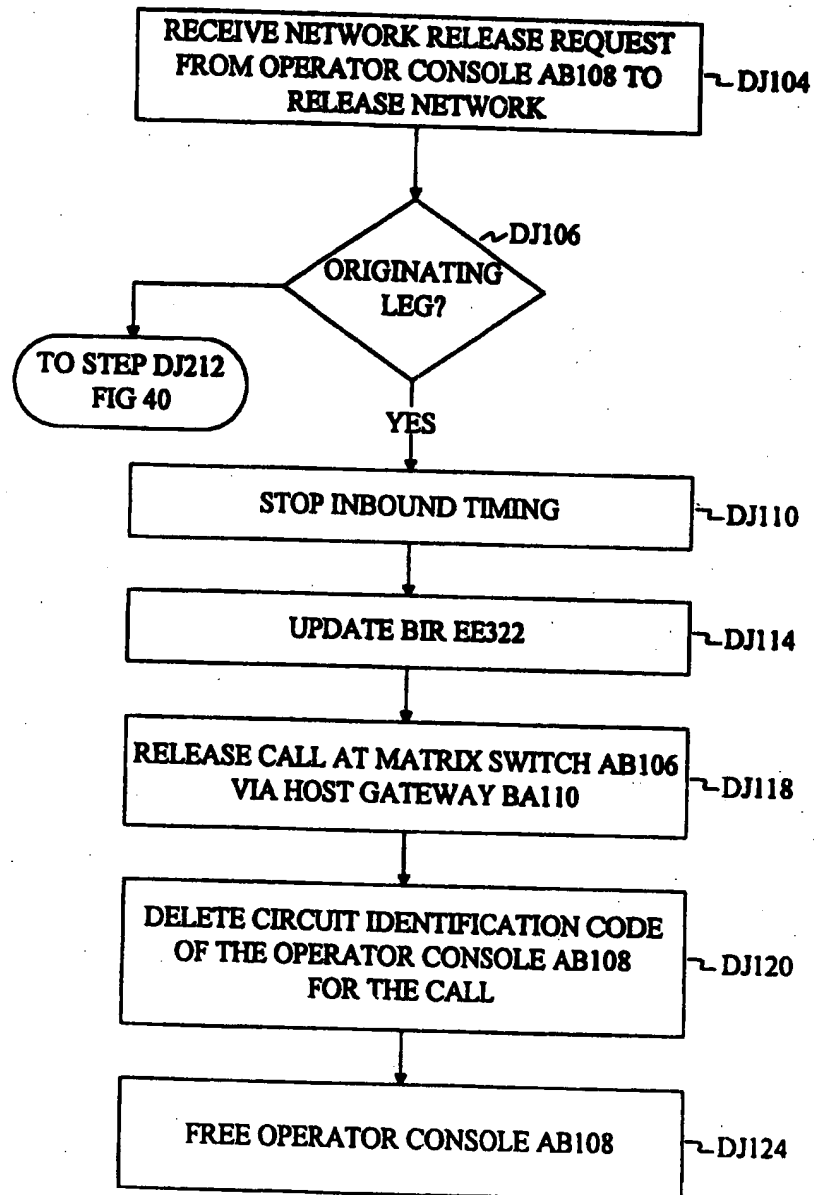 RECEIVE NETWORK RELEASE REQUEST
FROM OPERATOR CONSOLE AB108 TO
RELEASE NETWORK
DJ104
DJ106
ORIGINATING
LEG?
TO STEP DJ212
FIG 40
YES
STOP INBOUND TIMING
DJ110
UPDATE BIR EE322
DJ114
RELEASE CALL AT MATRIX SWITCH AB106
VIA HOST GATEWAY BA110
DJ118
DELETE CIRCUIT IDENTIFICATION CODE
OF THE OPERATOR CONSOLE AB108
FOR THE CALL
DJ120
FREE OPERATOR CONSOLE AB108
DJ124